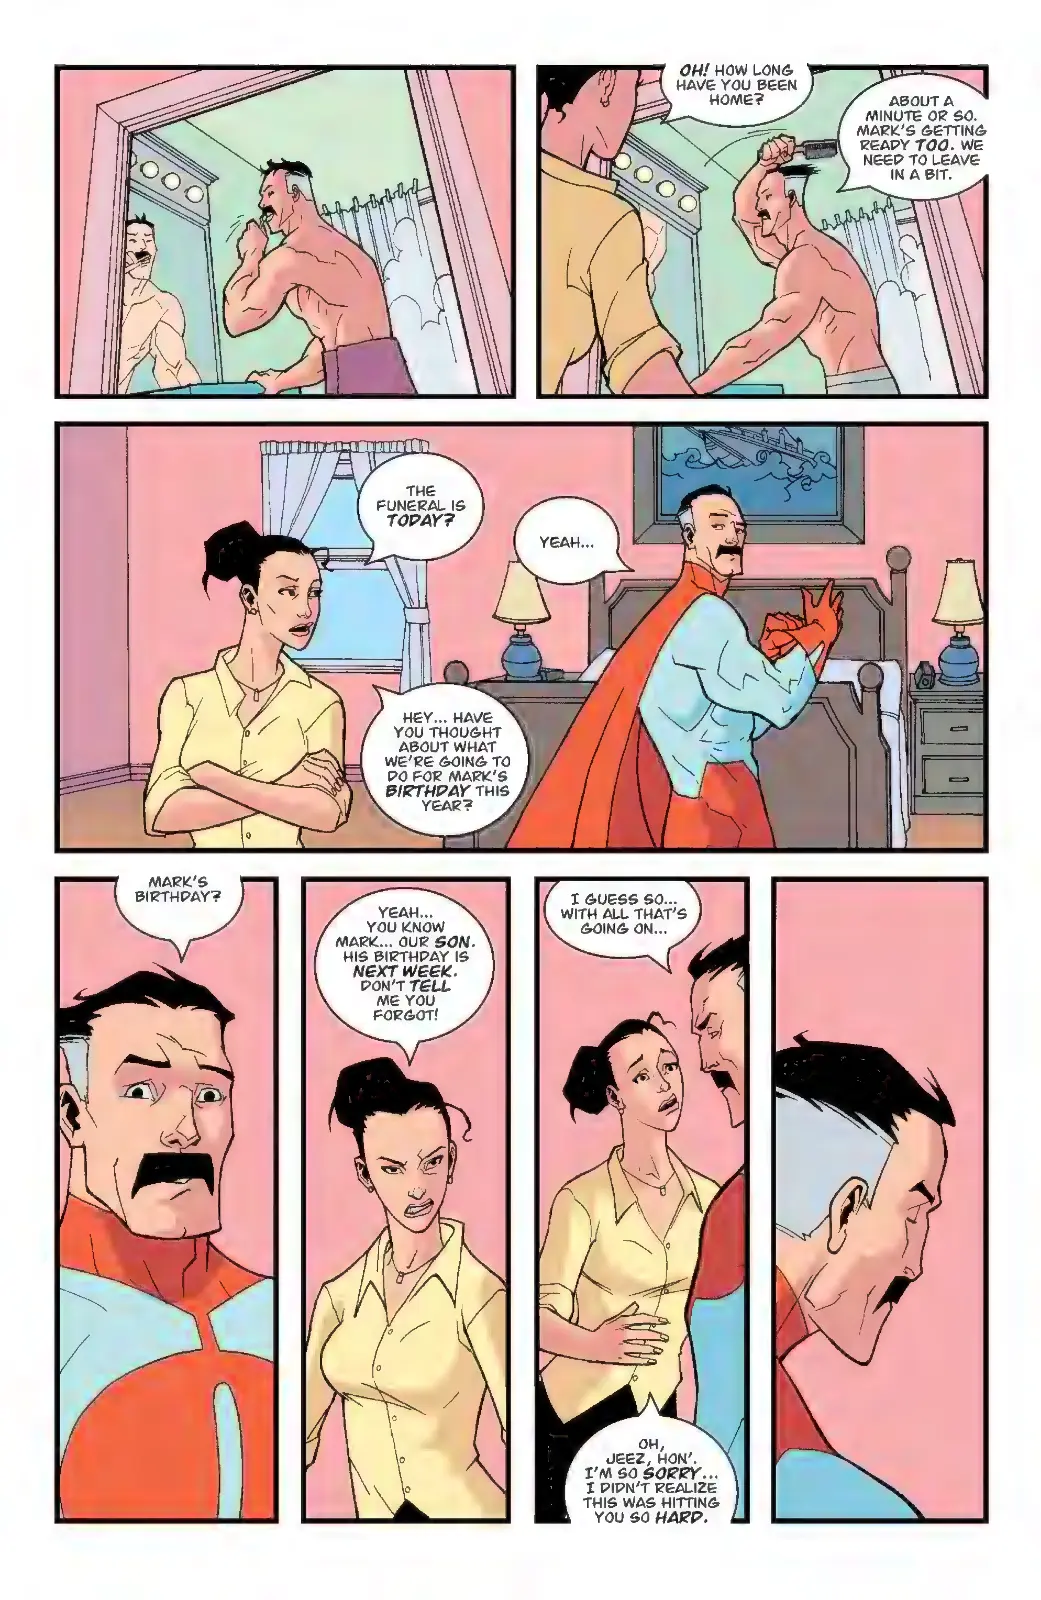 OH! HOW LONG
HAVE YOU BEEN
HOME?
ABOUT A
MINUTE OR SO.
MARK'S GETTING
READY TOO. WE
NEED TO LEAVE
IN A BIT.
THE
FUNERAL IS
TODAY?
YEAH...
HEY... HAVE
YOU THOUGHT
ABOUT WHAT
WE'RE GOING TO
DO FOR MARK'S
BIRTHDAY THIS
YEAR?
MARK'S
BIRTHDAY?
YEAH...
YOU KNOW
MARK... OUR SON.
HIS BIRTHDAY IS
NEXT WEEK.
DON'T TELL
ME YOU
FORGOT!
I GUESS SO...
WITH ALL THAT'S
GOING ON...
OH,
JEEZ, HON'.
I'M SO SORRY...
I DIDN'T REALIZE
THIS WAS HITTING
YOU SO HARD.